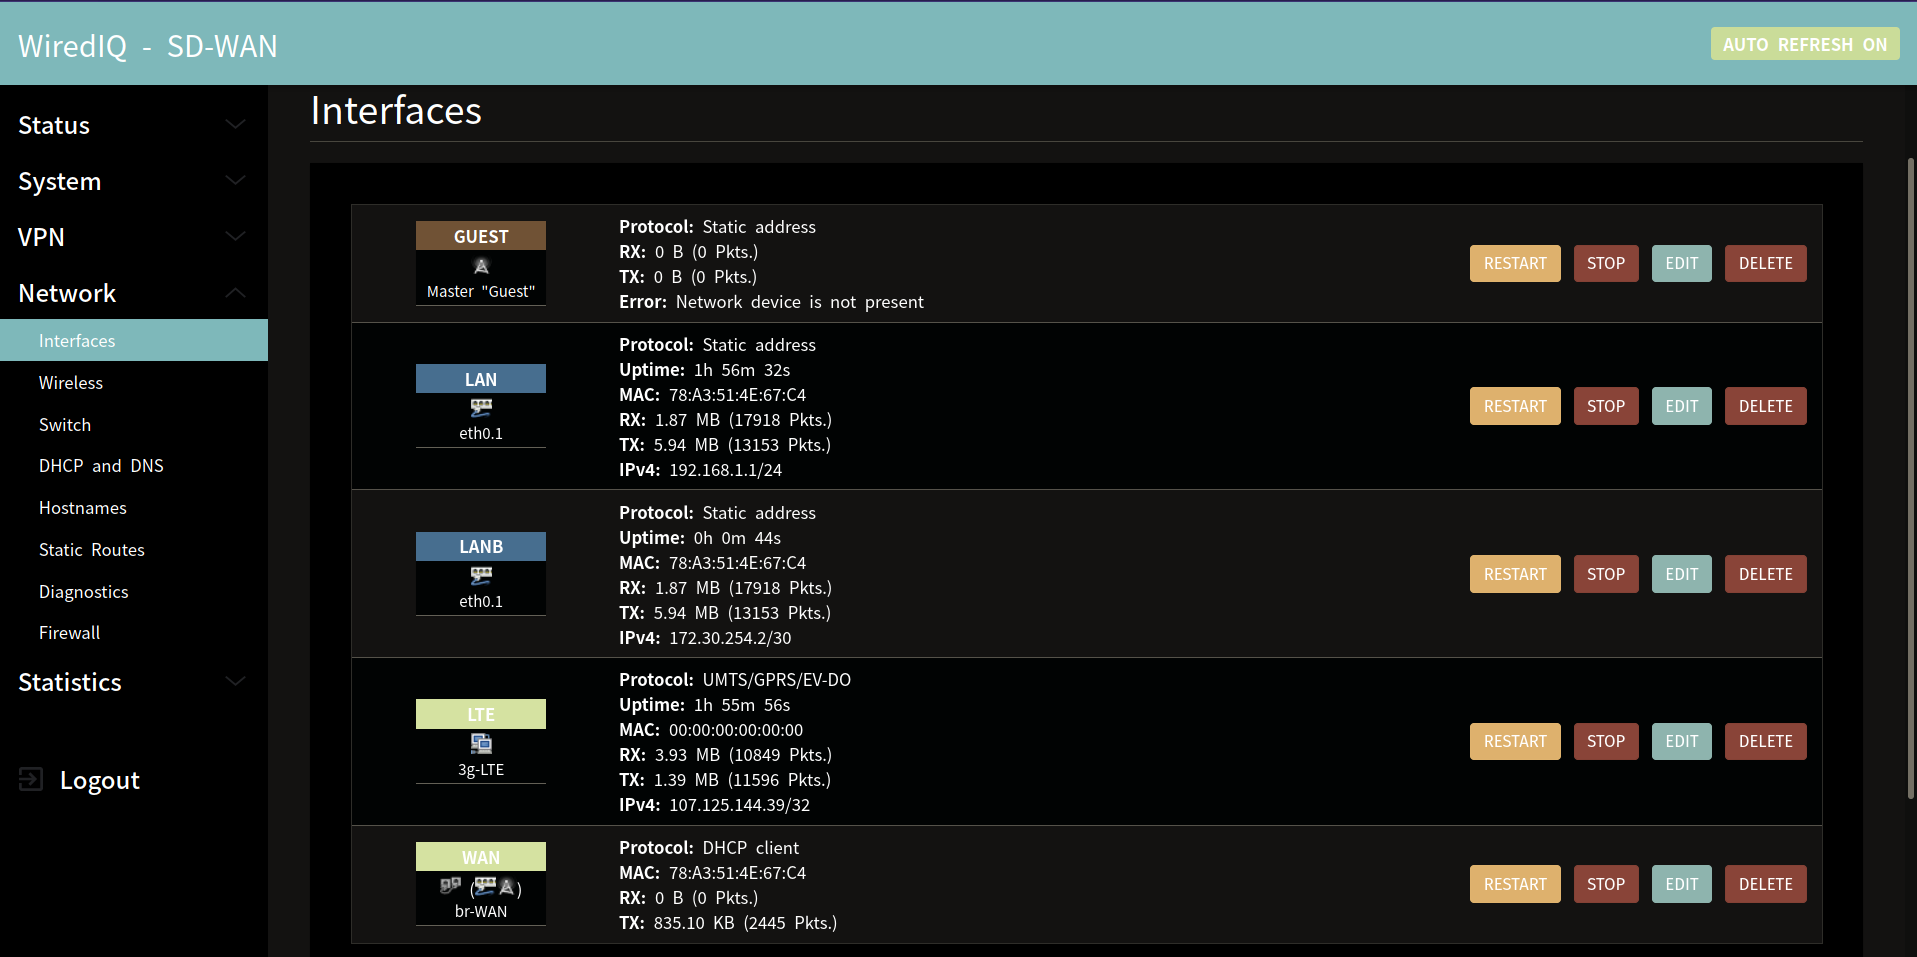 WiredIQ - SD-WAN
AUTO REFRESH ON
Status
System
VPN
Network
Interfaces
Wireless
Switch
DHCP and DNS
Hostnames
Static Routes
Diagnostics
Firewall
Statistics
Logout
Interfaces
GUEST
Master "Guest"
Protocol: Static address
RX: 0 B (0 Pkts.)
TX: 0 B (0 Pkts.)
Error: Network device is not present
RESTART STOP EDIT DELETE
LAN
eth0.1
Protocol: Static address
Uptime: 1h 56m 32s
MAC: 78:A3:51:4E:67:C4
RX: 1.87 MB (17918 Pkts.)
TX: 5.94 MB (13153 Pkts.)
IPv4: 192.168.1.1/24
RESTART STOP EDIT DELETE
LANB
eth0.1
Protocol: Static address
Uptime: 0h 0m 44s
MAC: 78:A3:51:4E:67:C4
RX: 1.87 MB (17918 Pkts.)
TX: 5.94 MB (13153 Pkts.)
IPv4: 172.30.254.2/30
RESTART STOP EDIT DELETE
LTE
3g-LTE
Protocol: UMTS/GPRS/EV-DO
Uptime: 1h 55m 56s
MAC: 00:00:00:00:00:00
RX: 3.93 MB (10849 Pkts.)
TX: 1.39 MB (11596 Pkts.)
IPv4: 107.125.144.39/32
RESTART STOP EDIT DELETE
WAN
( )
br-WAN
Protocol: DHCP client
MAC: 78:A3:51:4E:67:C4
RX: 0 B (0 Pkts.)
TX: 835.10 KB (2445 Pkts.)
RESTART STOP EDIT DELETE